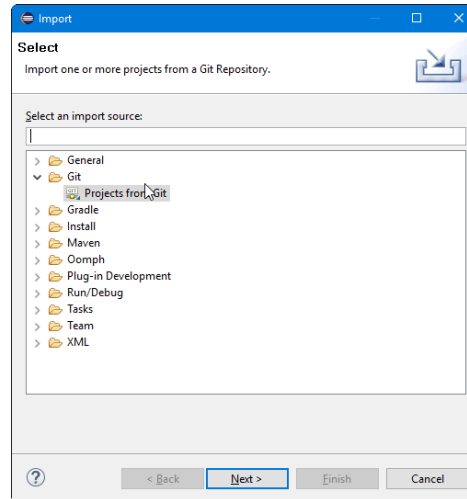 Import
Select
Import one or more projects from a Git Repository.
Select an import source:
General
Git
Projects from Git
Gradle
Install
Maven
Oomph
Plug-in Development
Run/Debug
Tasks
Team
XML
? < Back Next > Finish Cancel